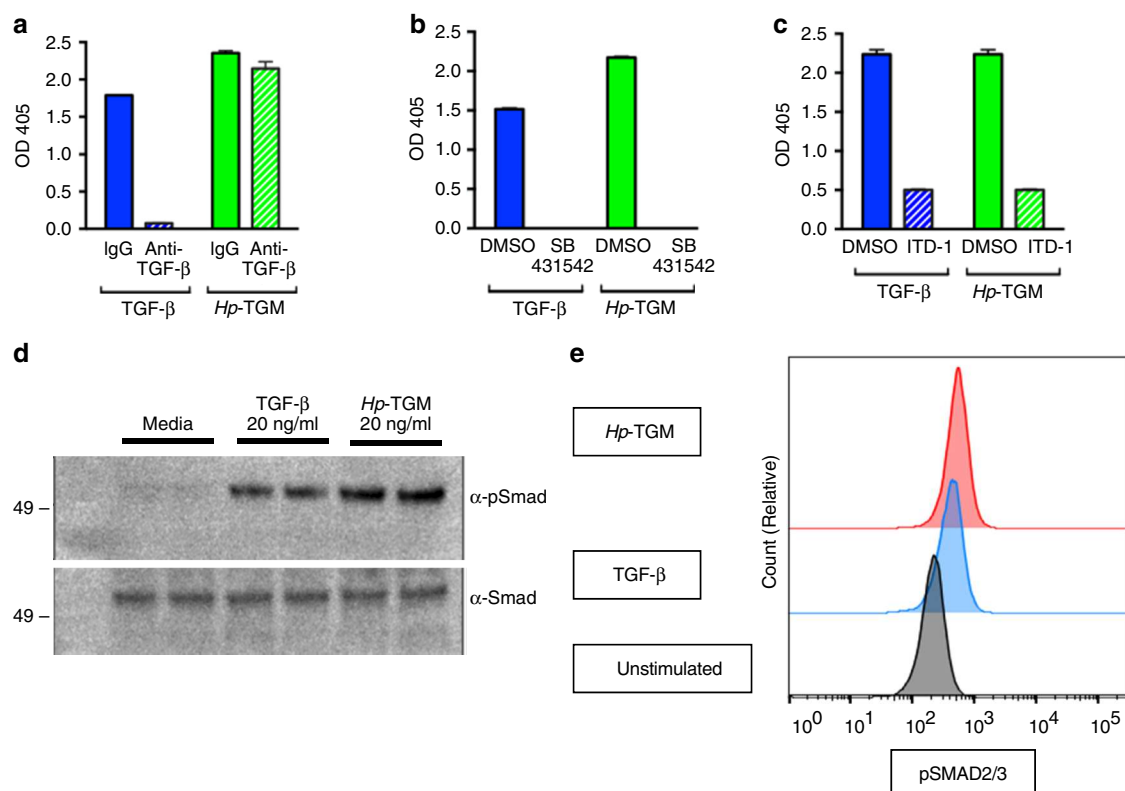 a
2.5
2.0
1.5
1.0
0.5
0.0
OD 405
IgG Anti-TGF-β IgG Anti-TGF-β
TGF-β Hp-TGM
b
2.5
2.0
1.5
1.0
0.5
0.0
OD 405
DMSO SB 431542 DMSO SB 431542
TGF-β Hp-TGM
c
2.5
2.0
1.5
1.0
0.5
0.0
OD 405
DMSO ITD-1 DMSO ITD-1
TGF-β Hp-TGM
d
Media
TGF-β
20 ng/ml
Hp-TGM
20 ng/ml
49 –
α-pSmad
49 –
α-Smad
e
Hp-TGM
TGF-β
Unstimulated
Count (Relative)
10⁰ 10¹ 10² 10³ 10⁴ 10⁵
pSMAD2/3